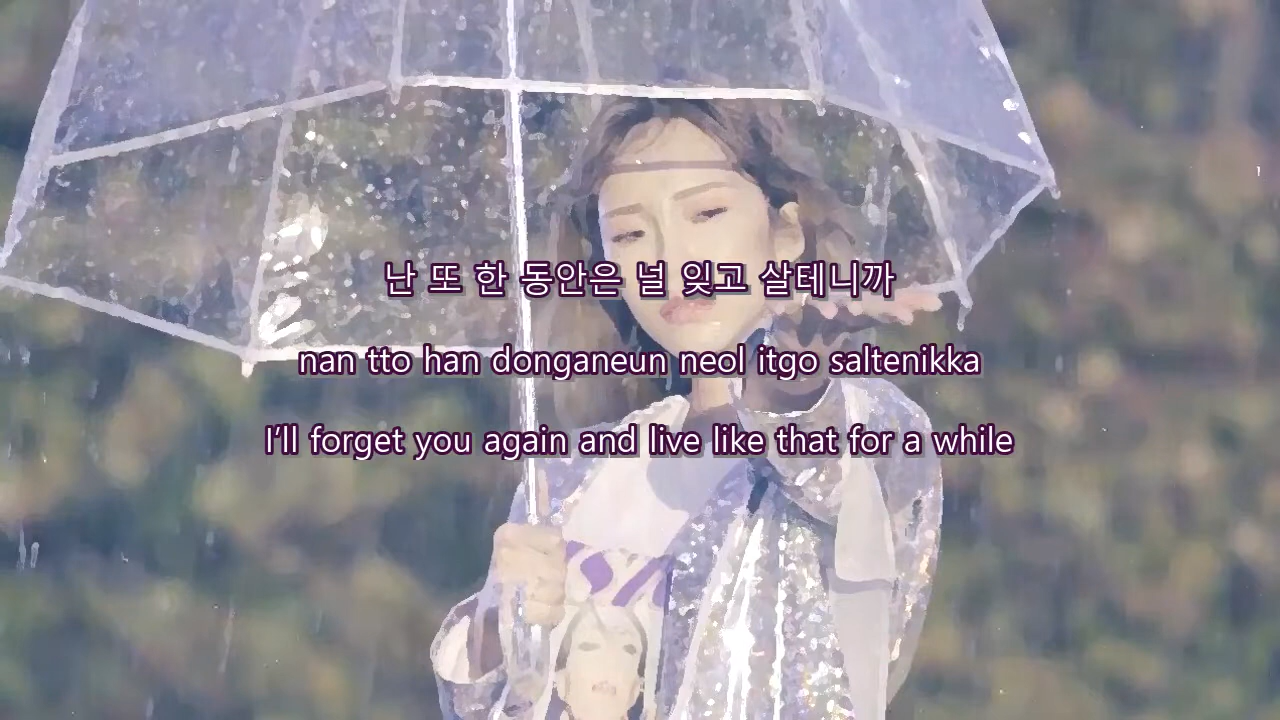 난 또 한 동안은 널 잊고 살테니까
nan tto han donganeun neol itgo saltenikka
I'll forget you again and live like that for a while